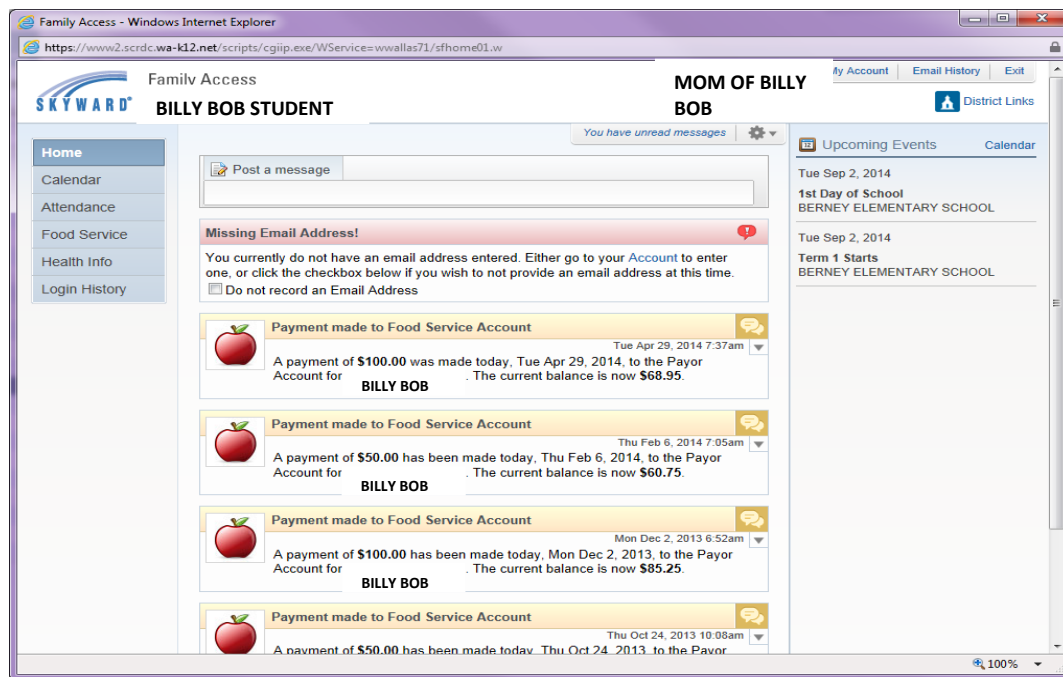 Family Access - Windows Internet Explorer
https://www2.scrdc.wa-k12.net/scripts/cgiip.exe/WService=wwallas71/sfhome01.w
SKYWARD®
Family Access
BILLY BOB STUDENT
MOM OF BILLY
BOB
My Account
Email History
Exit
District Links
Home
Calendar
Attendance
Food Service
Health Info
Login History
You have unread messages
Post a message
Missing Email Address!
You currently do not have an email address entered. Either go to your Account to enter
one, or click the checkbox below if you wish to not provide an email address at this time.
Do not record an Email Address
Payment made to Food Service Account
Tue Apr 29, 2014 7:37am
A payment of $100.00 was made today, Tue Apr 29, 2014, to the Payor
Account for . The current balance is now $68.95.
BILLY BOB
Payment made to Food Service Account
Thu Feb 6, 2014 7:05am
A payment of $50.00 has been made today, Thu Feb 6, 2014, to the Payor
Account for . The current balance is now $60.75.
BILLY BOB
Payment made to Food Service Account
Mon Dec 2, 2013 6:52am
A payment of $100.00 has been made today, Mon Dec 2, 2013, to the Payor
Account for . The current balance is now $85.25.
BILLY BOB
Payment made to Food Service Account
Thu Oct 24, 2013 10:08am
A payment of $50.00 has been made today, Thu Oct 24, 2013, to the Payor
Upcoming Events
Calendar
Tue Sep 2, 2014
1st Day of School
BERNEY ELEMENTARY SCHOOL
Tue Sep 2, 2014
Term 1 Starts
BERNEY ELEMENTARY SCHOOL
100%